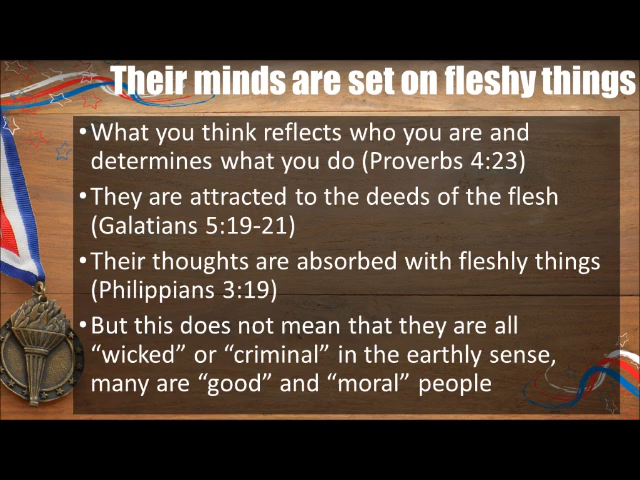 Their minds are set on fleshy things
•What you think reflects who you are and
determines what you do (Proverbs 4:23)
•They are attracted to the deeds of the flesh
(Galatians 5:19-21)
•Their thoughts are absorbed with fleshly things
(Philippians 3:19)
•But this does not mean that they are all
“wicked” or “criminal” in the earthly sense,
many are “good” and “moral” people